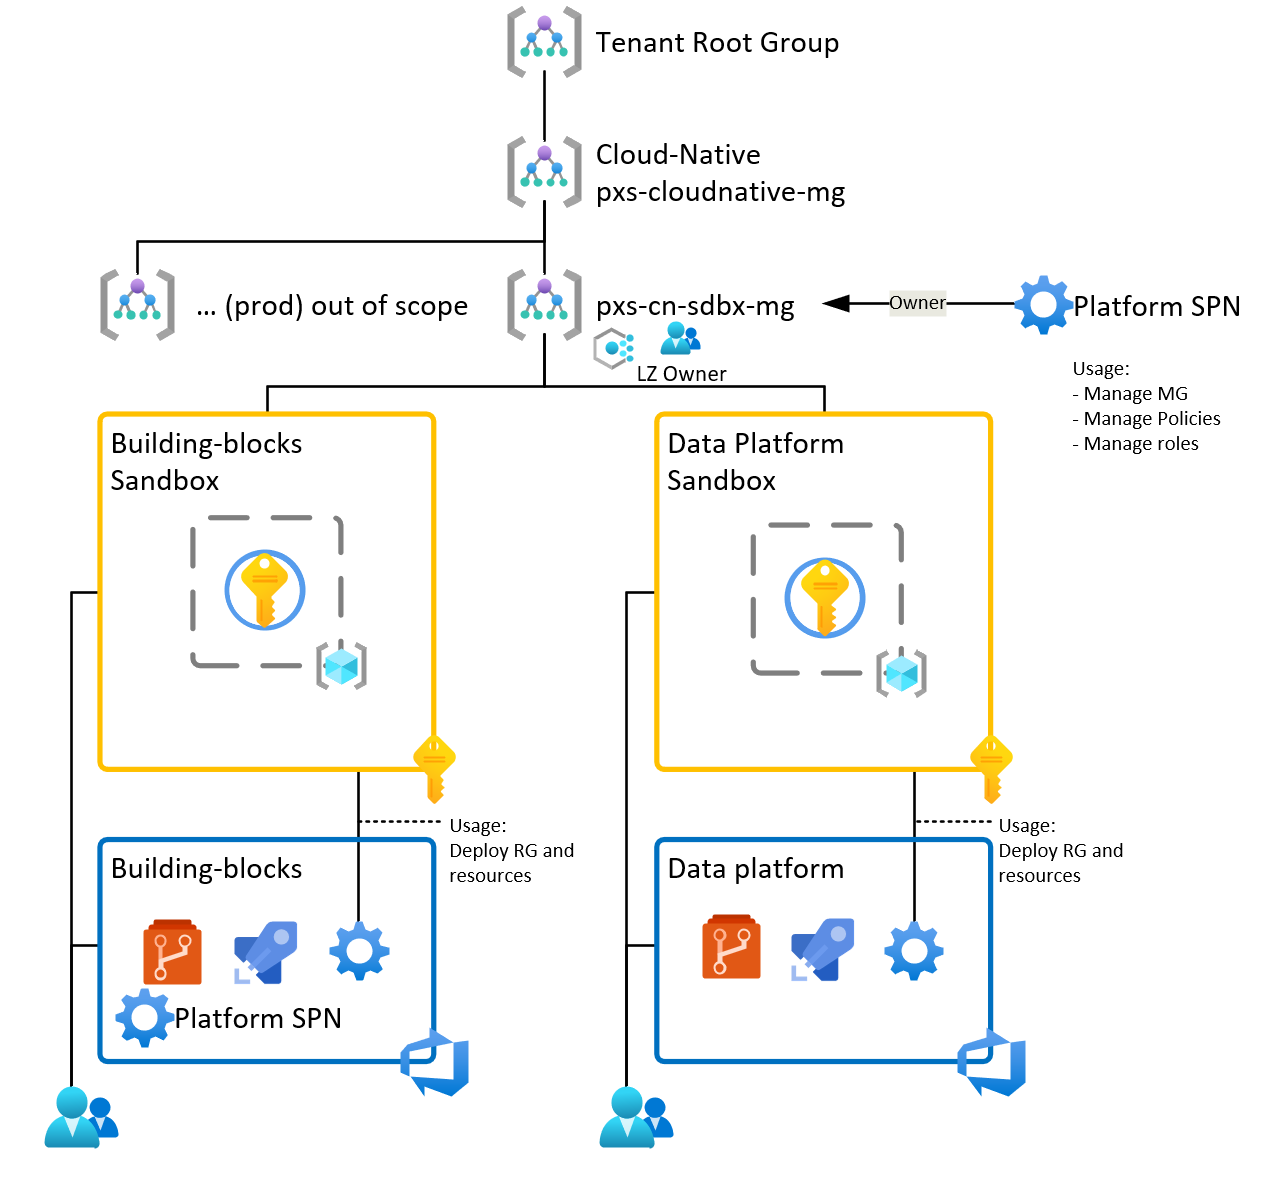 Tenant Root Group
Cloud-Native
pxs-cloudnative-mg
... (prod) out of scope
pxs-cn-sdbx-mg
Owner
Platform SPN
LZ Owner
Usage:
- Manage MG
- Manage Policies
- Manage roles
Building-blocks
Sandbox
Data Platform
Sandbox
Usage:
Deploy RG and
resources
Usage:
Deploy RG and
resources
Building-blocks
Platform SPN
Data platform